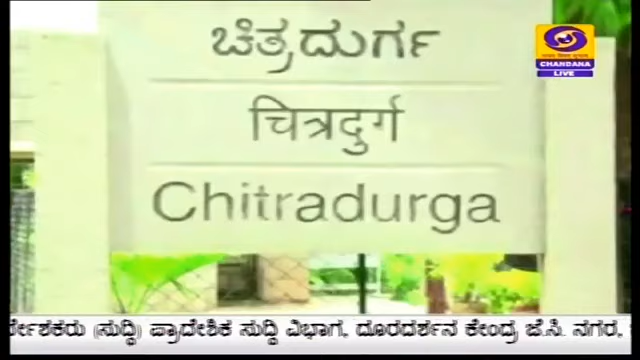 ಚಿತ್ರದುರ್ಗ
चित्रदुर्ग
Chitradurga
CHANDANA
LIVE
(ಸುದ್ದಿ) ಪ್ರಾದೇಶಿಕ ಸುದ್ದಿ ವಿಭಾಗ, ದೂರದರ್ಶನ ಕೇಂದ್ರ ಜೆ.ಸಿ. ನಗರ,